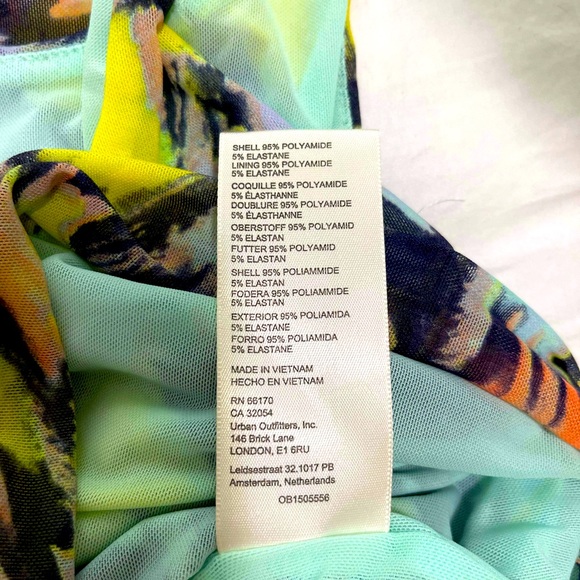 SHELL 95% POLYAMIDE
5% ELASTANE
LINING 95% POLYAMIDE
5% ELASTANE
COQUILLE 95% POLYAMIDE
5% ÉLASTHANNE
DOUBLURE 95% POLYAMIDE
5% ÉLASTHANNE
OBERSTOFF 95% POLYAMID
5% ELASTAN
FUTTER 95% POLYAMID
5% ELASTAN
SHELL 95% POLIAMMIDE
5% ELASTAN
FODERA 95% POLIAMMIDE
5% ELASTAN
EXTERIOR 95% POLIAMIDA
5% ELASTANE
FORRO 95% POLIAMIDA
5% ELASTANE
MADE IN VIETNAM
HECHO EN VIETNAM
RN 66170
CA 32054
Urban Outfitters, Inc.
146 Brick Lane
LONDON, E1 6RU
Leidsestraat 32.1017 PB
Amsterdam, Netherlands
OB1505556